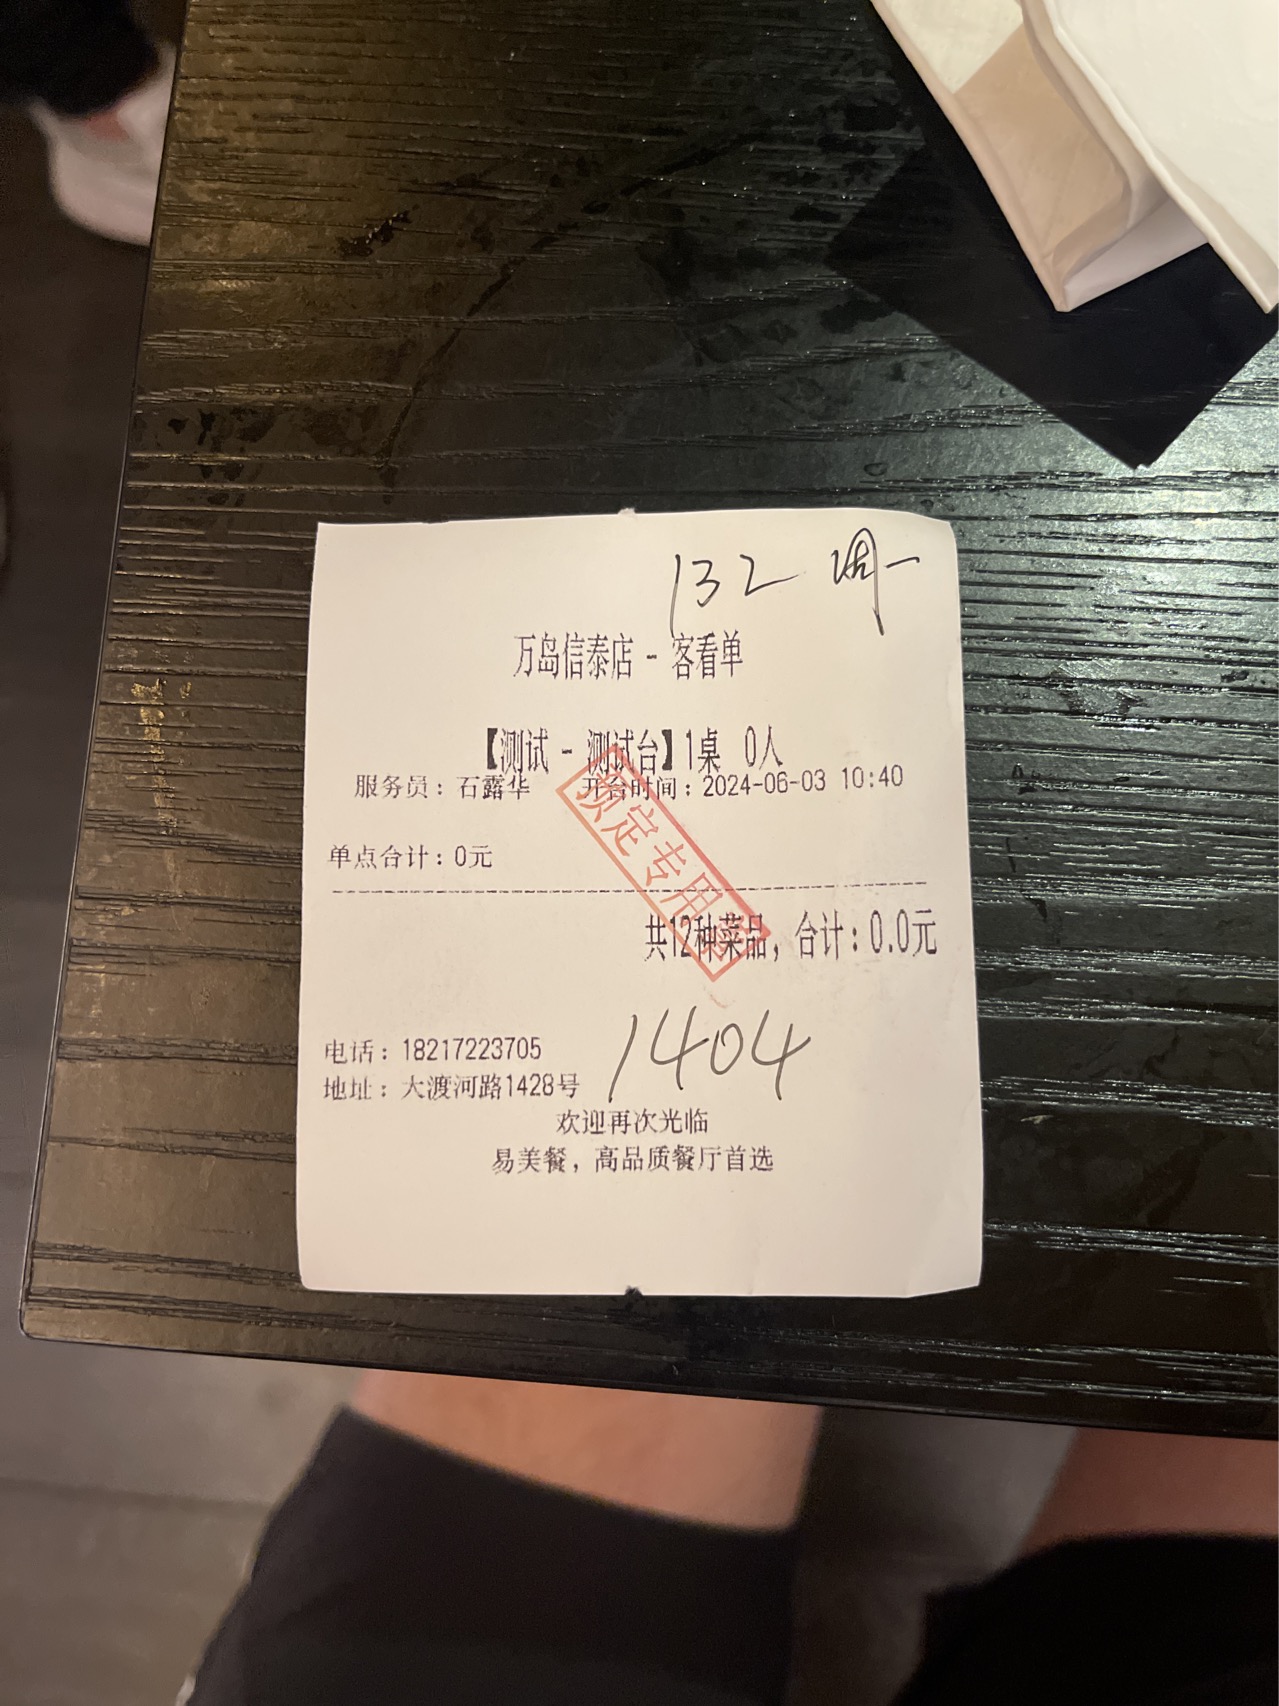 132 周一
万岛信泰店 - 客看单
【测试 - 测试台】1桌 0人
服务员：石露华 开台时间：2024-06-03 10:40
预定专用章
单点合计：0元
共12种菜品，合计：0.0元
1404
电话：18217223705
地址：大渡河路1428号
欢迎再次光临
易美餐，高品质餐厅首选